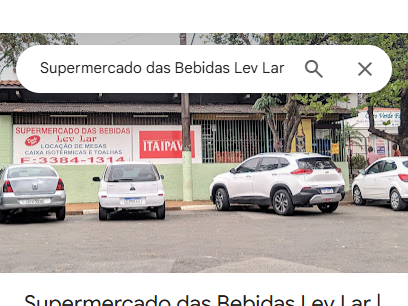 Supermercado das Bebidas Lev Lar
SUPERMERCADO DAS BEBIDAS
Lev Lar
LOCAÇÃO DE MESAS
CAIXA ISOTÉRMICAS E TOALHAS
F:3384-1314
ITAIPAVA
Verde
Supermercado das Bebidas Lev Lar |